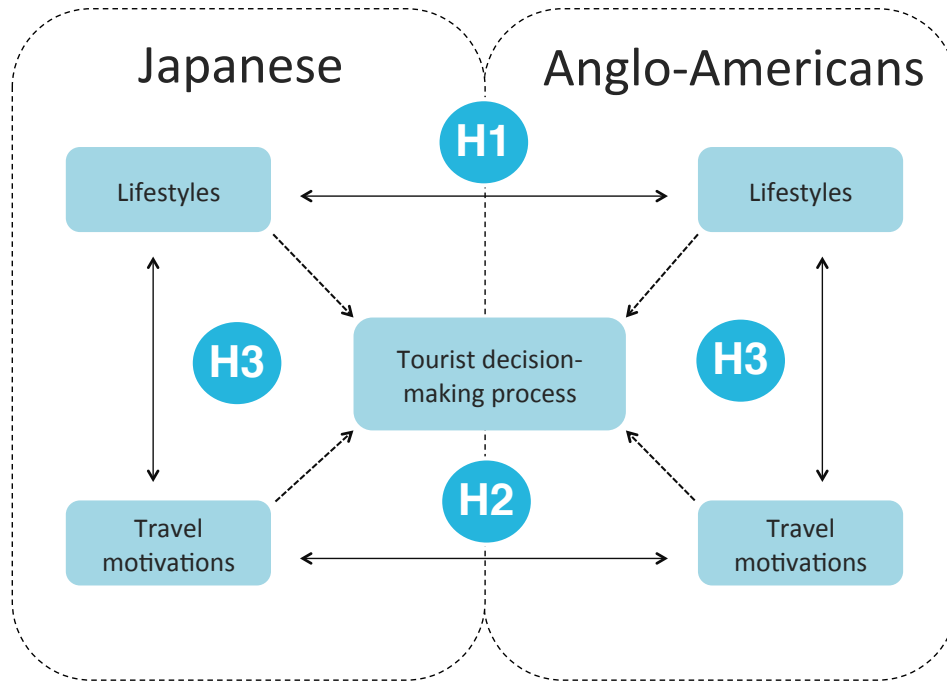 Japanese
Anglo-Americans
H1
Lifestyles
Lifestyles
H3
Tourist decision-
making process
H3
H2
Travel
motivations
Travel
motivations